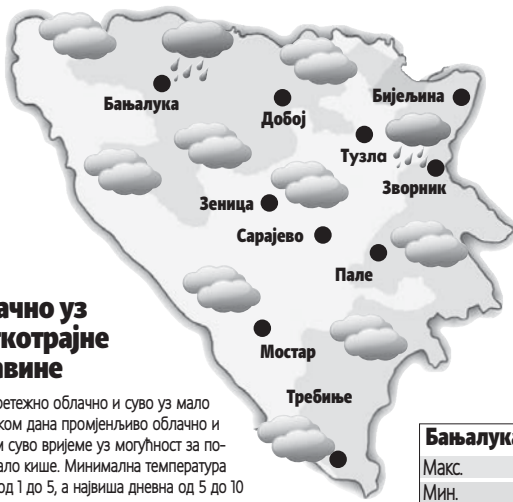 Бањалука
Добој
Бијељина
Тузла
Зворник
Зеница
Сарајево
Пале
Мостар
Требиње
ачно уз
ткотрајне
авине
ретежно облачно и суво уз мало
ком дана промјенљиво облачно и
м суво вријеме уз могућност за по-
ало кише. Минимална температура
од 1 до 5, а највиша дневна од 5 до 10
Бањалука
Макс.
Мин.